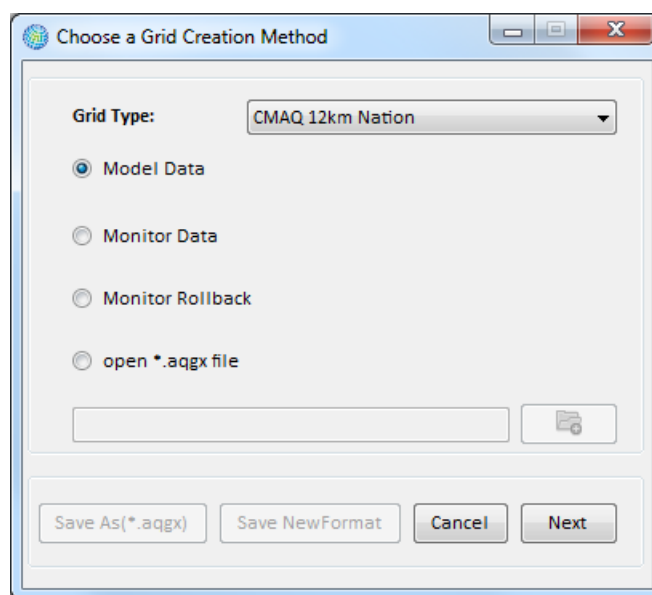 Choose a Grid Creation Method
Grid Type: CMAQ 12km Nation
Model Data
Monitor Data
Monitor Rollback
open *.aqgx file
Save As(*.aqgx) Save NewFormat Cancel Next